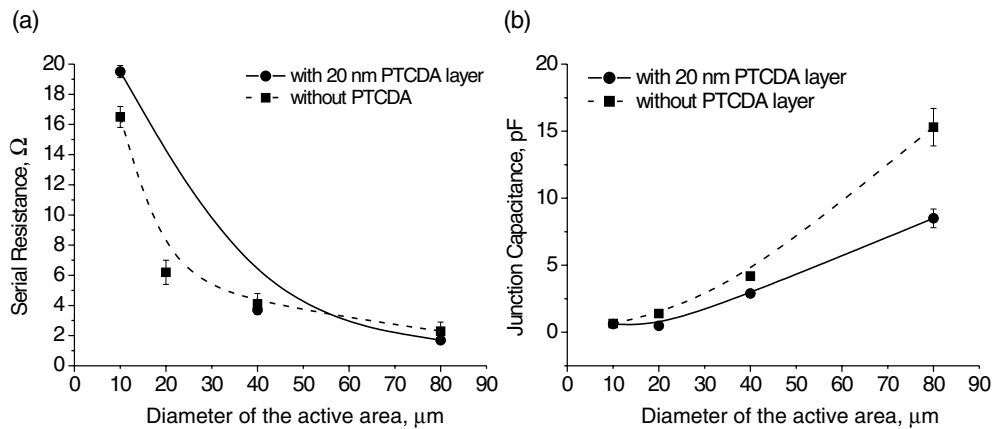 (a)
20
18
16
14
12
10
8
6
4
2
0
Serial Resistance, Ω
with 20 nm PTCDA layer
without PTCDA
0 10 20 30 40 50 60 70 80 90
Diameter of the active area, μm
(b)
20
15
10
5
0
Junction Capacitance, pF
with 20 nm PTCDA layer
without PTCDA layer
0 10 20 30 40 50 60 70 80 90
Diameter of the active area, μm